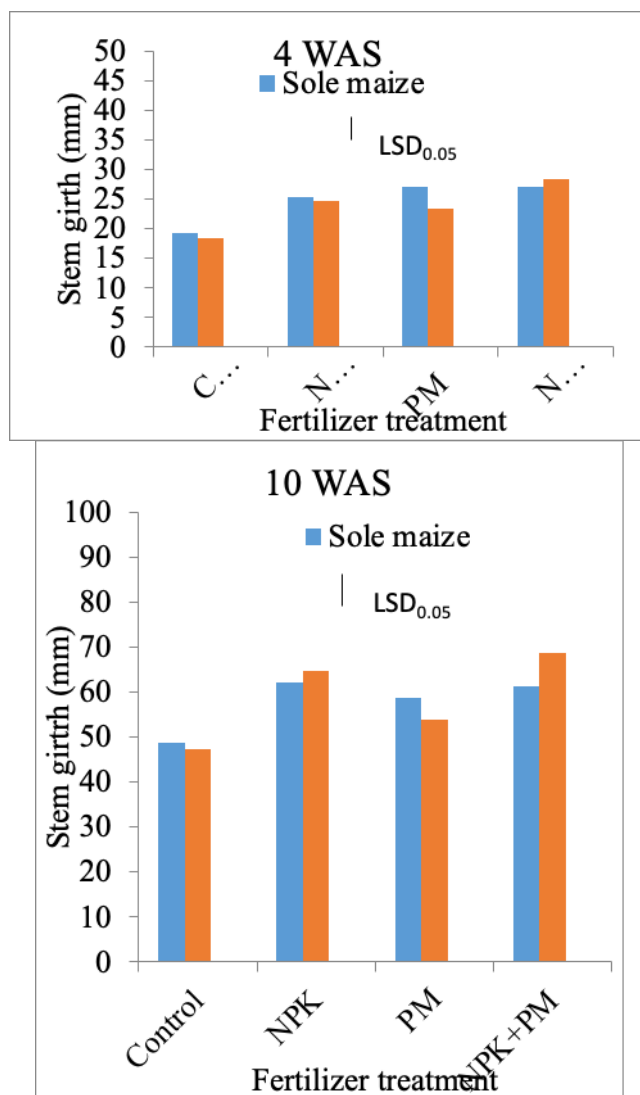 4 WAS
Sole maize
LSD0.05
Stem girth (mm)
50
45
40
35
30
25
20
15
10
5
0
C...
N...
PM
N...
Fertilizer treatment
10 WAS
Sole maize
LSD0.05
Stem girtrh (mm)
100
90
80
70
60
50
40
30
20
10
0
Control
NPK
PM
NPK+PM
Fertilizer treatment